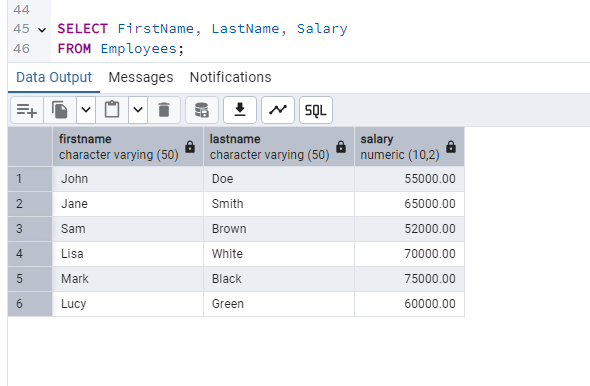 44
45 SELECT FirstName, LastName, Salary
46 FROM Employees;
Data Output Messages Notifications
SQL
firstname lastname salary
character varying (50) character varying (50) numeric (10,2)
1 John Doe 55000.00
2 Jane Smith 65000.00
3 Sam Brown 52000.00
4 Lisa White 70000.00
5 Mark Black 75000.00
6 Lucy Green 60000.00